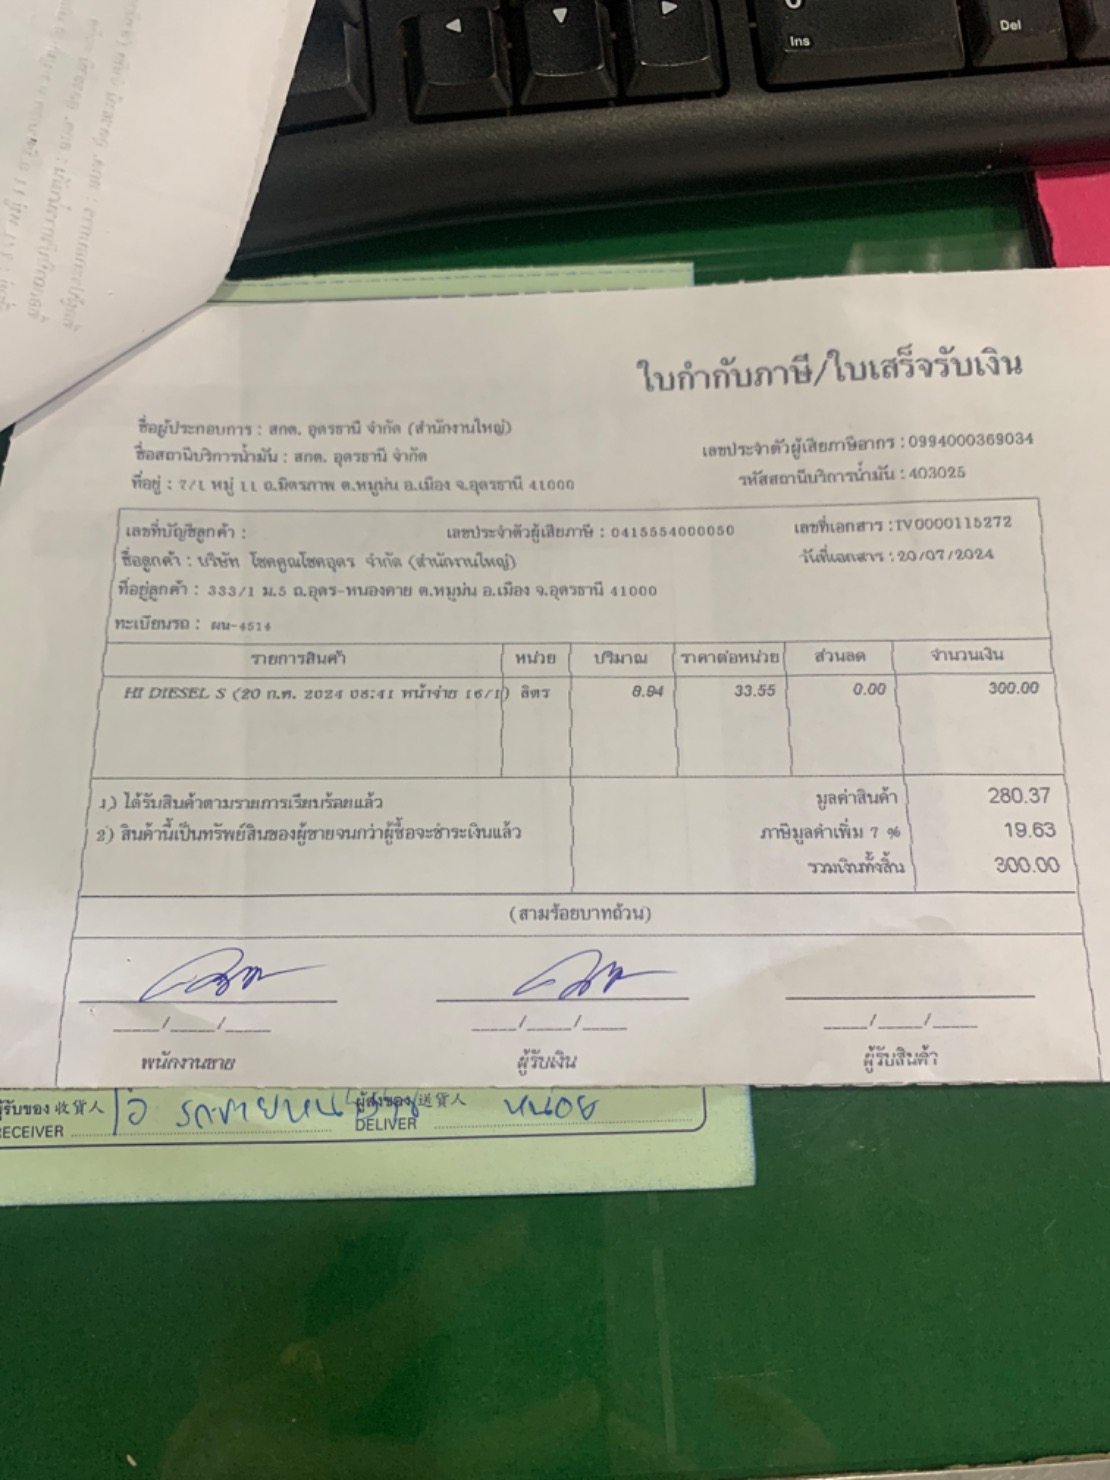 Ins
Del
ใบกำกับภาษี/ใบเสร็จรับเงิน
ชื่อผู้ประกอบการ : สกต. อุดรธานี จำกัด (สำนักงานใหญ่)
ชื่อสถานีบริการน้ำมัน : สกต. อุดรธานี จำกัด
เลขประจำตัวผู้เสียภาษีอากร : 0994000369034
ที่อยู่ : 7/1 หมู่ 11 ถ.มิตรภาพ ต.หมูม่น อ.เมือง จ.อุดรธานี 41000
รหัสสถานีบริการน้ำมัน : 403025
เลขที่บัญชีลูกค้า : เลขประจำตัวผู้เสียภาษี : 0415554000050 เลขที่เอกสาร : IV0000115272
ชื่อลูกค้า : บริษัท โชคคูณโชคอุดร จำกัด (สำนักงานใหญ่) วันที่เอกสาร : 20/07/2024
ที่อยู่ลูกค้า : 333/1 ม.5 ถ.อุดร-หนองคาย ต.หมูม่น อ.เมือง จ.อุดรธานี 41000
ทะเบียนรถ : ผน-4514
รายการสินค้า หน่วย ปริมาณ ราคาต่อหน่วย ส่วนลด จำนวนเงิน
HI DIESEL S (20 ก.ค. 2024 08:41 หน้าจ่าย 16/1) ลิตร 8.94 33.55 0.00 300.00
1) ได้รับสินค้าตามรายการเรียบร้อยแล้ว มูลค่าสินค้า 280.37
2) สินค้านี้เป็นทรัพย์สินของผู้ขายจนกว่าผู้ซื้อจะชำระเงินแล้ว ภาษีมูลค่าเพิ่ม 7 % 19.63
รวมเงินทั้งสิ้น 300.00
(สามร้อยบาทถ้วน)
____/____/____ ____/____/____ ____/____/____
พนักงานขาย ผู้รับเงิน ผู้รับสินค้า
ผู้รับของ 收貨人 ผู้ส่งของ 送貨人 หน่อย
RECEIVER DELIVER